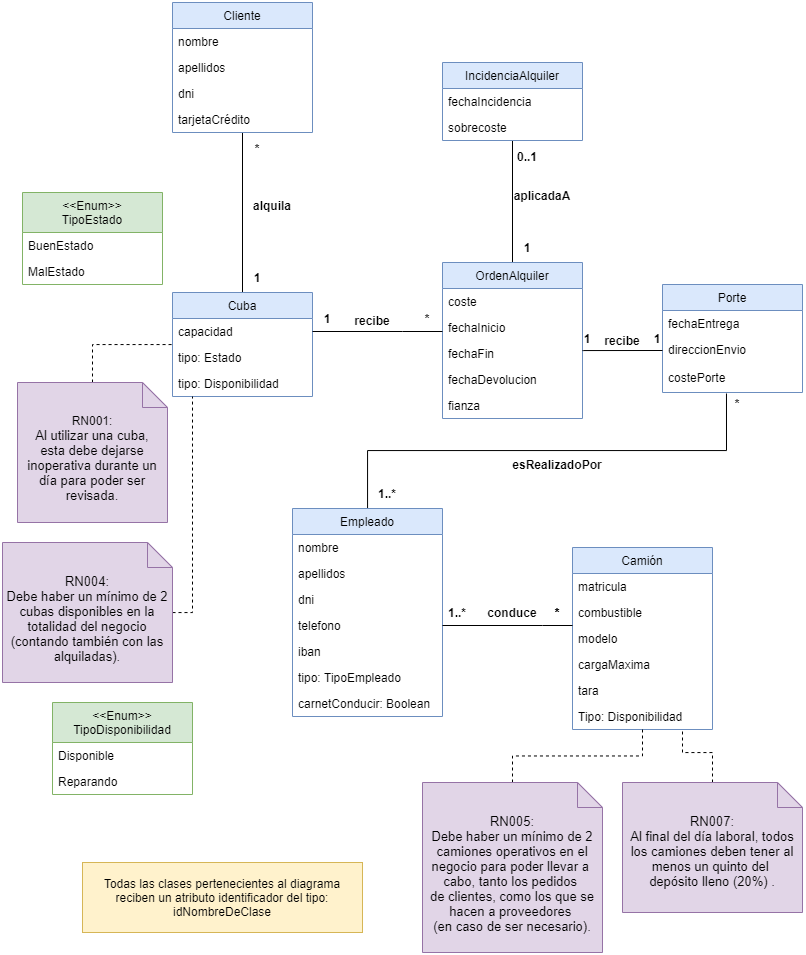 Cliente
nombre
apellidos
dni
tarjetaCrédito
*
alquila
1
IncidenciaAlquiler
fechaIncidencia
sobrecoste
0..1
aplicadaA
1
<<Enum>>
TipoEstado
BuenEstado
MalEstado
Cuba
capacidad
tipo: Estado
tipo: Disponibilidad
1
recibe
*
OrdenAlquiler
coste
fechaInicio
fechaFin
fechaDevolucion
fianza
1
recibe
1
Porte
fechaEntrega
direccionEnvio
costePorte
*
esRealizadoPor
1..*
RN001:
Al utilizar una cuba,
esta debe dejarse
inoperativa durante un
día para poder ser
revisada.
RN004:
Debe haber un mínimo de 2
cubas disponibles en la
totalidad del negocio
(contando también con las
alquiladas).
Empleado
nombre
apellidos
dni
telefono
iban
tipo: TipoEmpleado
carnetConducir: Boolean
1..*
conduce
*
Camión
matricula
combustible
modelo
cargaMaxima
tara
Tipo: Disponibilidad
<<Enum>>
TipoDisponibilidad
Disponible
Reparando
RN005:
Debe haber un mínimo de 2
camiones operativos en el
negocio para poder llevar a
cabo, tanto los pedidos
de clientes, como los que se
hacen a proveedores
(en caso de ser necesario).
RN007:
Al final del día laboral, todos
los camiones deben tener al
menos un quinto del
depósito lleno (20%) .
Todas las clases pertenecientes al diagrama
reciben un atributo identificador del tipo:
idNombreDeClase